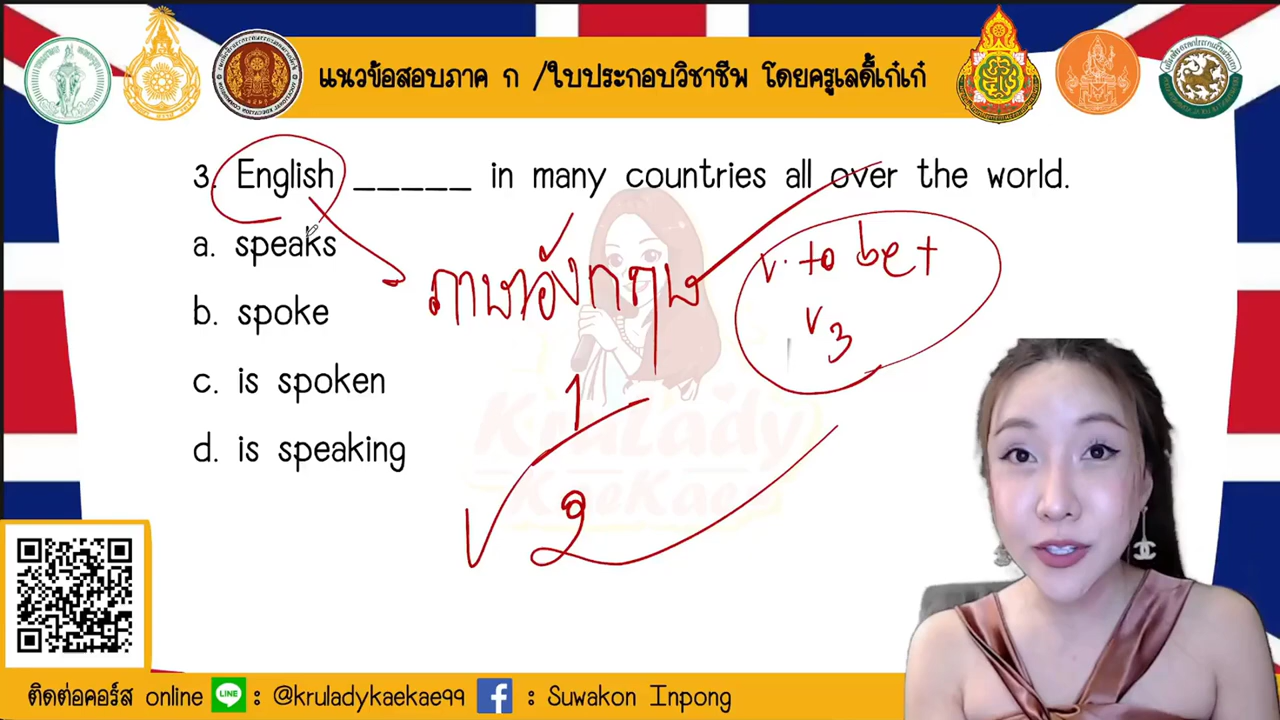 แนวข้อสอบภาค ก /ใบประกอบวิชาชีพ โดยครูเลดี้เก๋เก๋
3. English _____ in many countries all over the world.
a. speaks
b. spoke
c. is spoken
d. is speaking
ภาษาอังกฤษ
v. to be +
v3
1
2
KruLady
KaeKae
ติดต่อคอร์ส online LINE : @kruladykaekae99 f : Suwakon Inpong